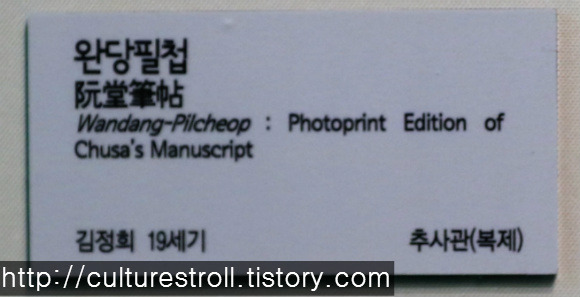 완당필첩
阮堂筆帖
Wandang-Pilcheop : Photoprint Edition of
Chusa's Manuscript
김정희 19세기 추사관(복제)
http://culturestroll.tistory.com